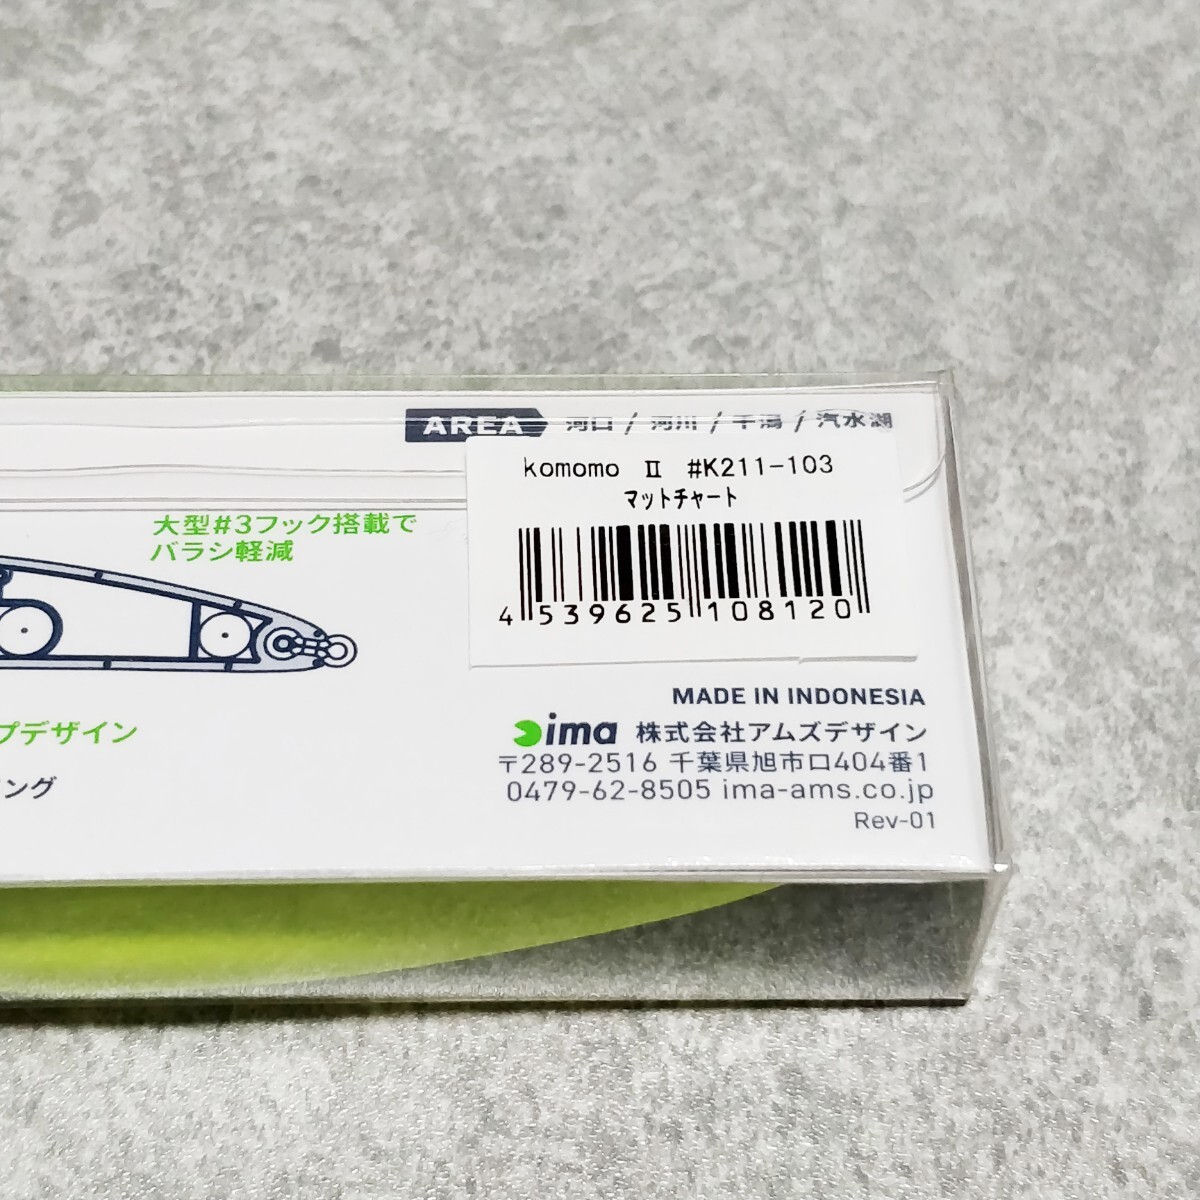 AREA 河口 / 河川 / 干潟 / 汽水湖
komomo Ⅱ #K211-103
マットチャート
4 539625 108120
大型#3フック搭載で
バラシ軽減
プデザイン
ング
MADE IN INDONESIA
ima 株式会社アムズデザイン
〒289-2516 千葉県旭市ロ404番1
0479-62-8505 ima-ams.co.jp
Rev-01